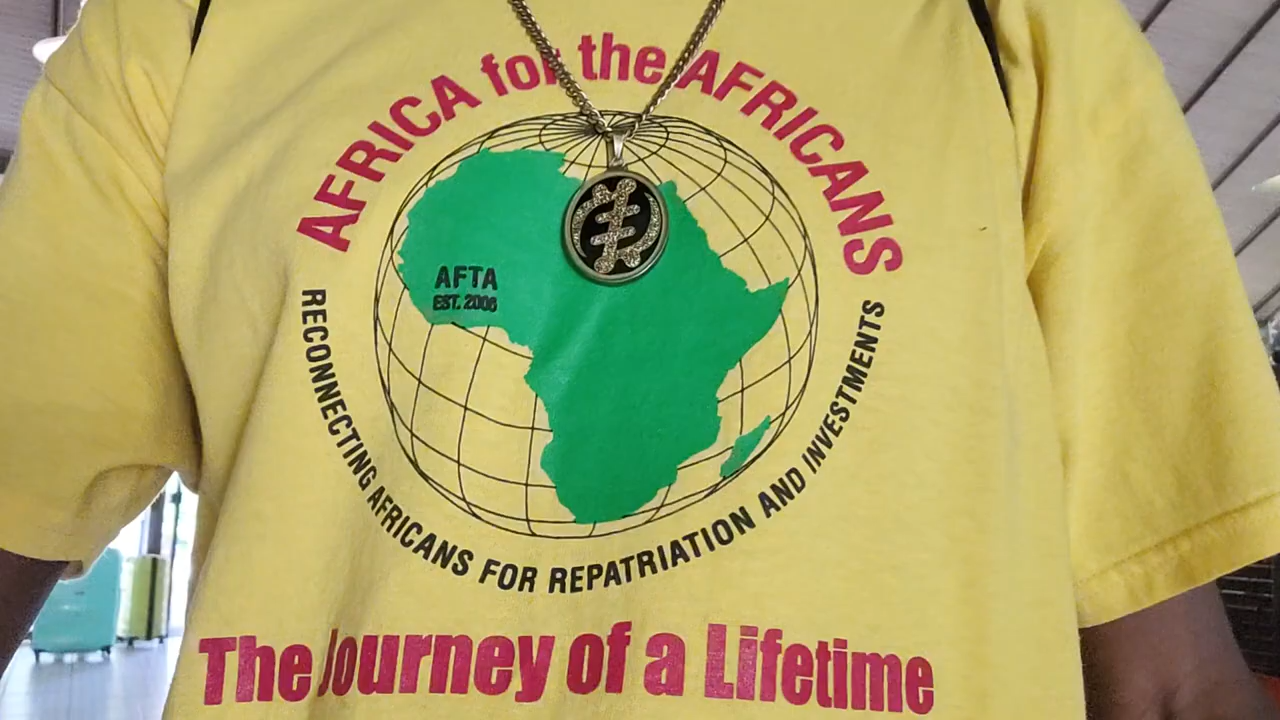 AFRICA for the AFRICANS
AFTA
EST. 2006
RECONNECTING AFRICANS FOR REPATRIATION AND INVESTMENTS
The Journey of a Lifetime